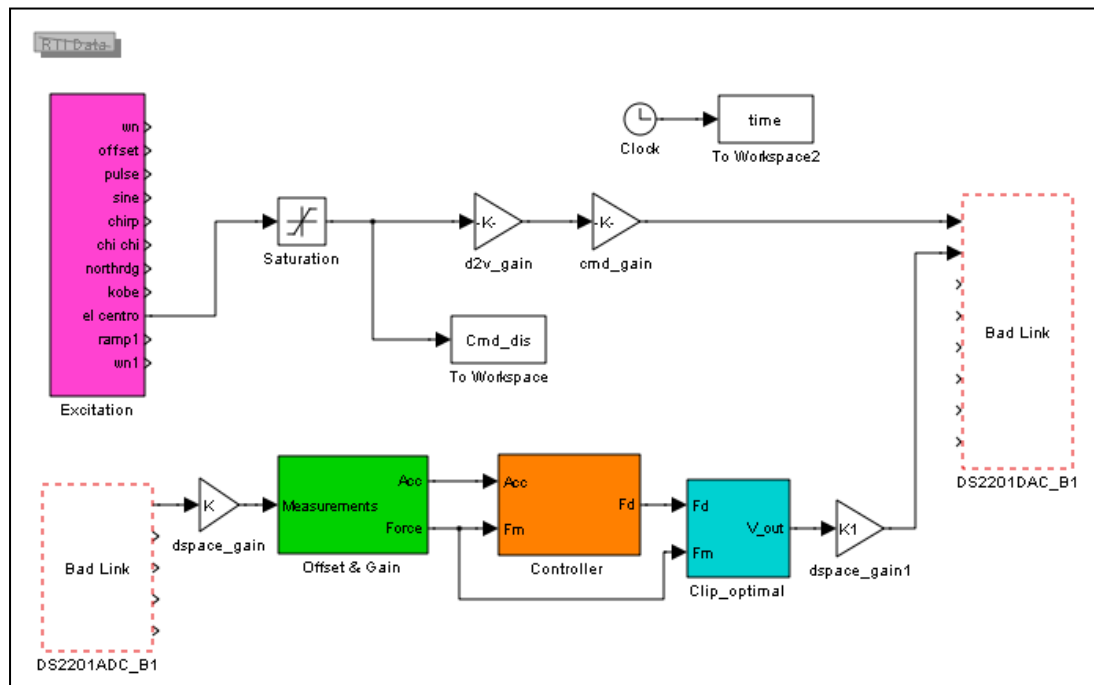 RTI Data
wn
offset
pulse
sine
chirp
chi chi
northrdg
kobe
el centro
ramp1
wn1
Excitation
Saturation
-K-
d2v_gain
-K-
cmd_gain
Clock
time
To Workspace2
Cmd_dis
To Workspace
Bad Link
DS2201DAC_B1
Bad Link
DS2201ADC_B1
K
dspace_gain
Measurements
Acc
Force
Offset & Gain
Acc
Fm
Fd
Controller
Fd
Fm
V_out
Clip_optimal
K1
dspace_gain1